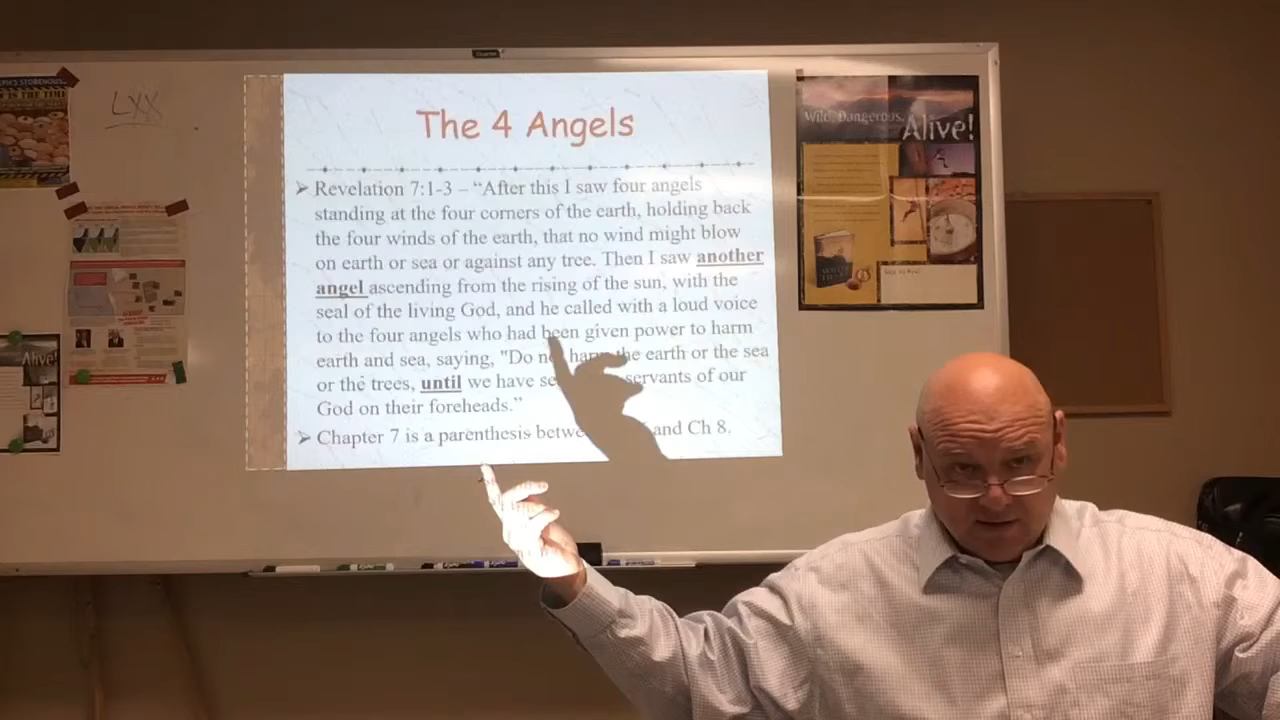 LXX
The 4 Angels
➢ Revelation 7:1-3 – “After this I saw four angels
standing at the four corners of the earth, holding back
the four winds of the earth, that no wind might blow
on earth or sea or against any tree. Then I saw another
angel ascending from the rising of the sun, with the
seal of the living God, and he called with a loud voice
to the four angels who had been given power to harm
earth and sea, saying, "Do harm the earth or the sea
or the trees, until we have servants of our
God on their foreheads.”
➢ Chapter 7 is a parenthesis and Ch 8.
Wild, Dangerous,
Alive!
Alive!